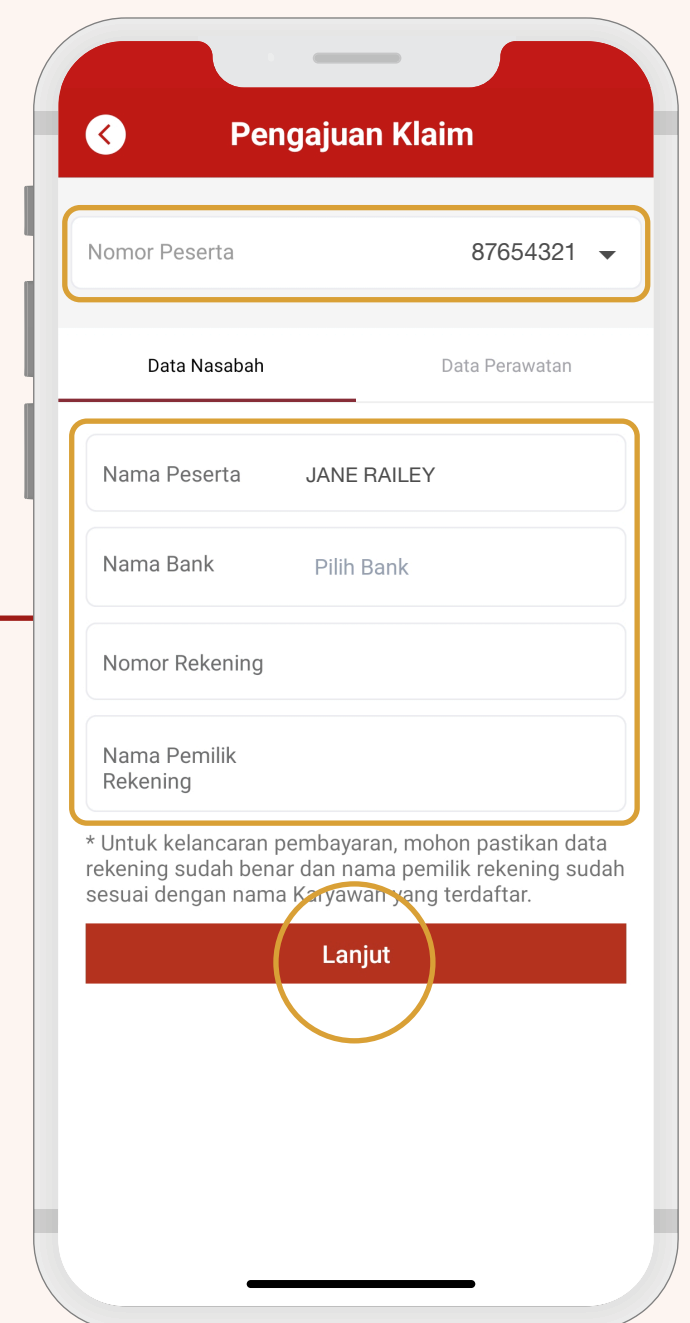 Pengajuan Klaim
Nomor Peserta 87654321
Data Nasabah Data Perawatan
Nama Peserta JANE RAILEY
Nama Bank Pilih Bank
Nomor Rekening
Nama Pemilik
Rekening
* Untuk kelancaran pembayaran, mohon pastikan data
rekening sudah benar dan nama pemilik rekening sudah
sesuai dengan nama Karyawan yang terdaftar.
Lanjut